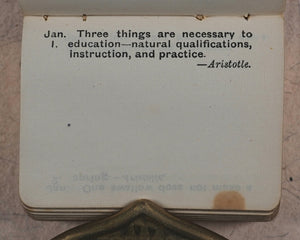 Jan. Three things are necessary to
1. education—natural qualifications,
instruction, and practice.
—Aristotle.